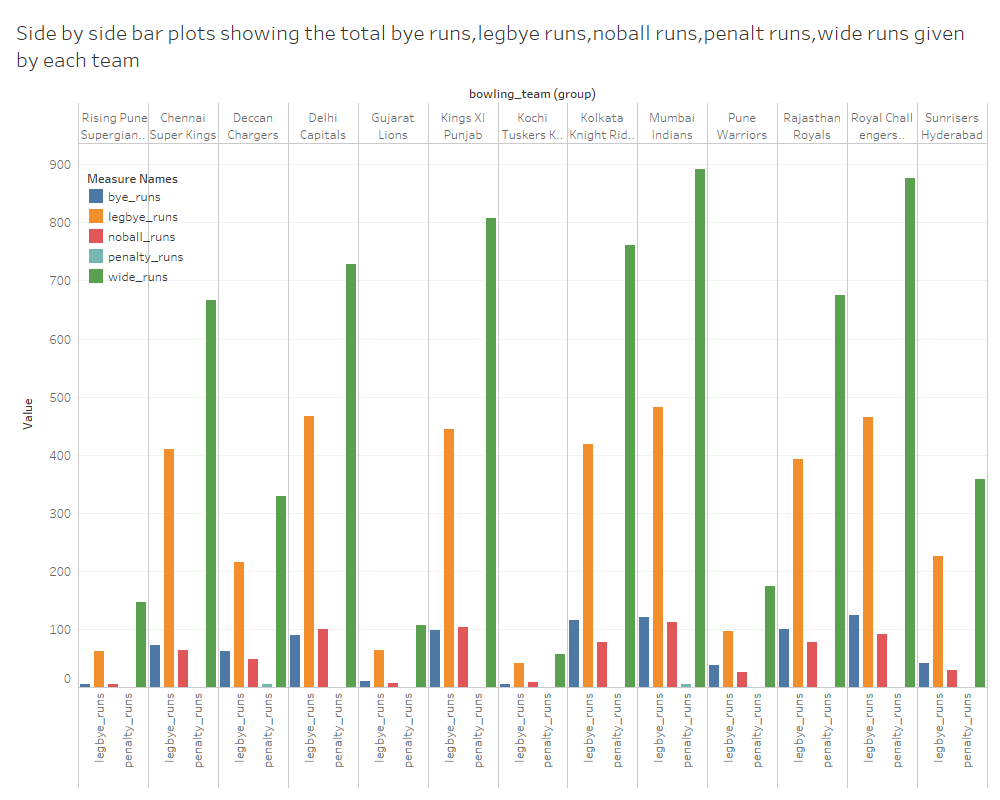 Side by side bar plots showing the total bye runs,legbye runs,noball runs,penalt runs,wide runs given
by each team
bowling_team (group)
Rising Pune
Supergian..
Chennai
Super Kings
Deccan
Chargers
Delhi
Capitals
Gujarat
Lions
Kings XI
Punjab
Kochi
Tuskers K..
Kolkata
Knight Rid..
Mumbai
Indians
Pune
Warriors
Rajasthan
Royals
Royal Chall
engers..
Sunrisers
Hyderabad
Measure Names
bye_runs
legbye_runs
noball_runs
penalty_runs
wide_runs
Value
900
800
700
600
500
400
300
200
100
0
legbye_runs
penalty_runs
legbye_runs
penalty_runs
legbye_runs
penalty_runs
legbye_runs
penalty_runs
legbye_runs
penalty_runs
legbye_runs
penalty_runs
legbye_runs
penalty_runs
legbye_runs
penalty_runs
legbye_runs
penalty_runs
legbye_runs
penalty_runs
legbye_runs
penalty_runs
legbye_runs
penalty_runs
legbye_runs
penalty_runs